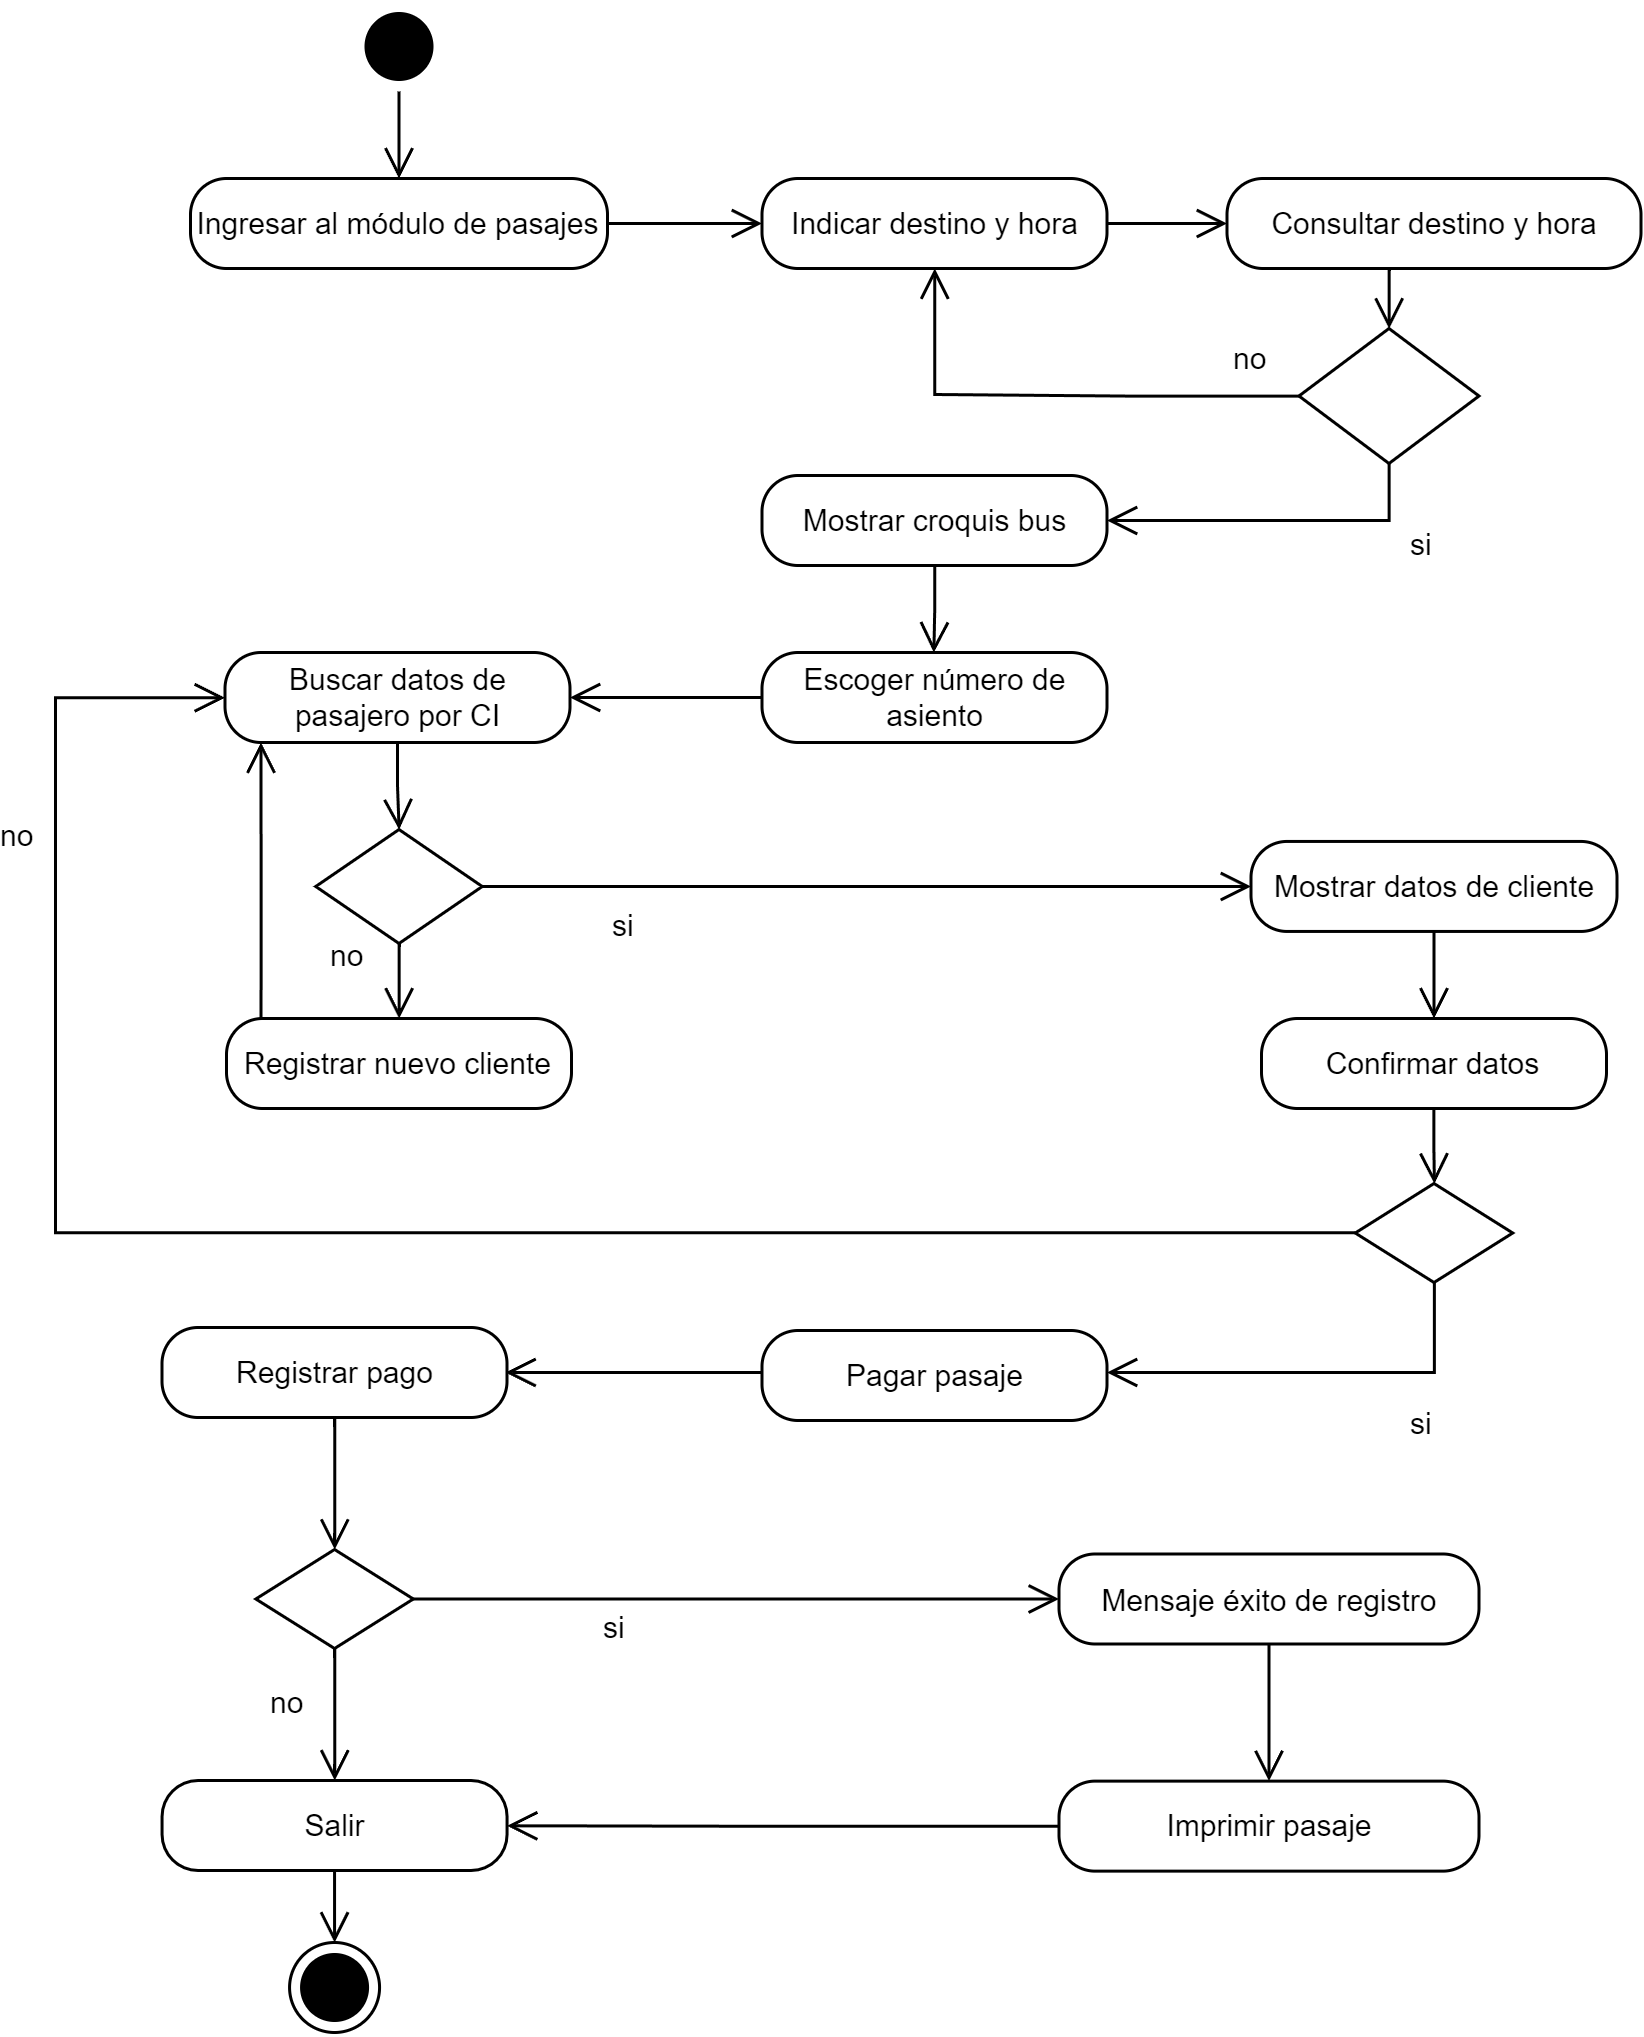 Ingresar al módulo de pasajes
Indicar destino y hora
Consultar destino y hora
no
Mostrar croquis bus
si
Buscar datos de
pasajero por CI
Escoger número de
asiento
no
Mostrar datos de cliente
si
no
Registrar nuevo cliente
Confirmar datos
Registrar pago
Pagar pasaje
si
Mensaje éxito de registro
si
no
Salir
Imprimir pasaje